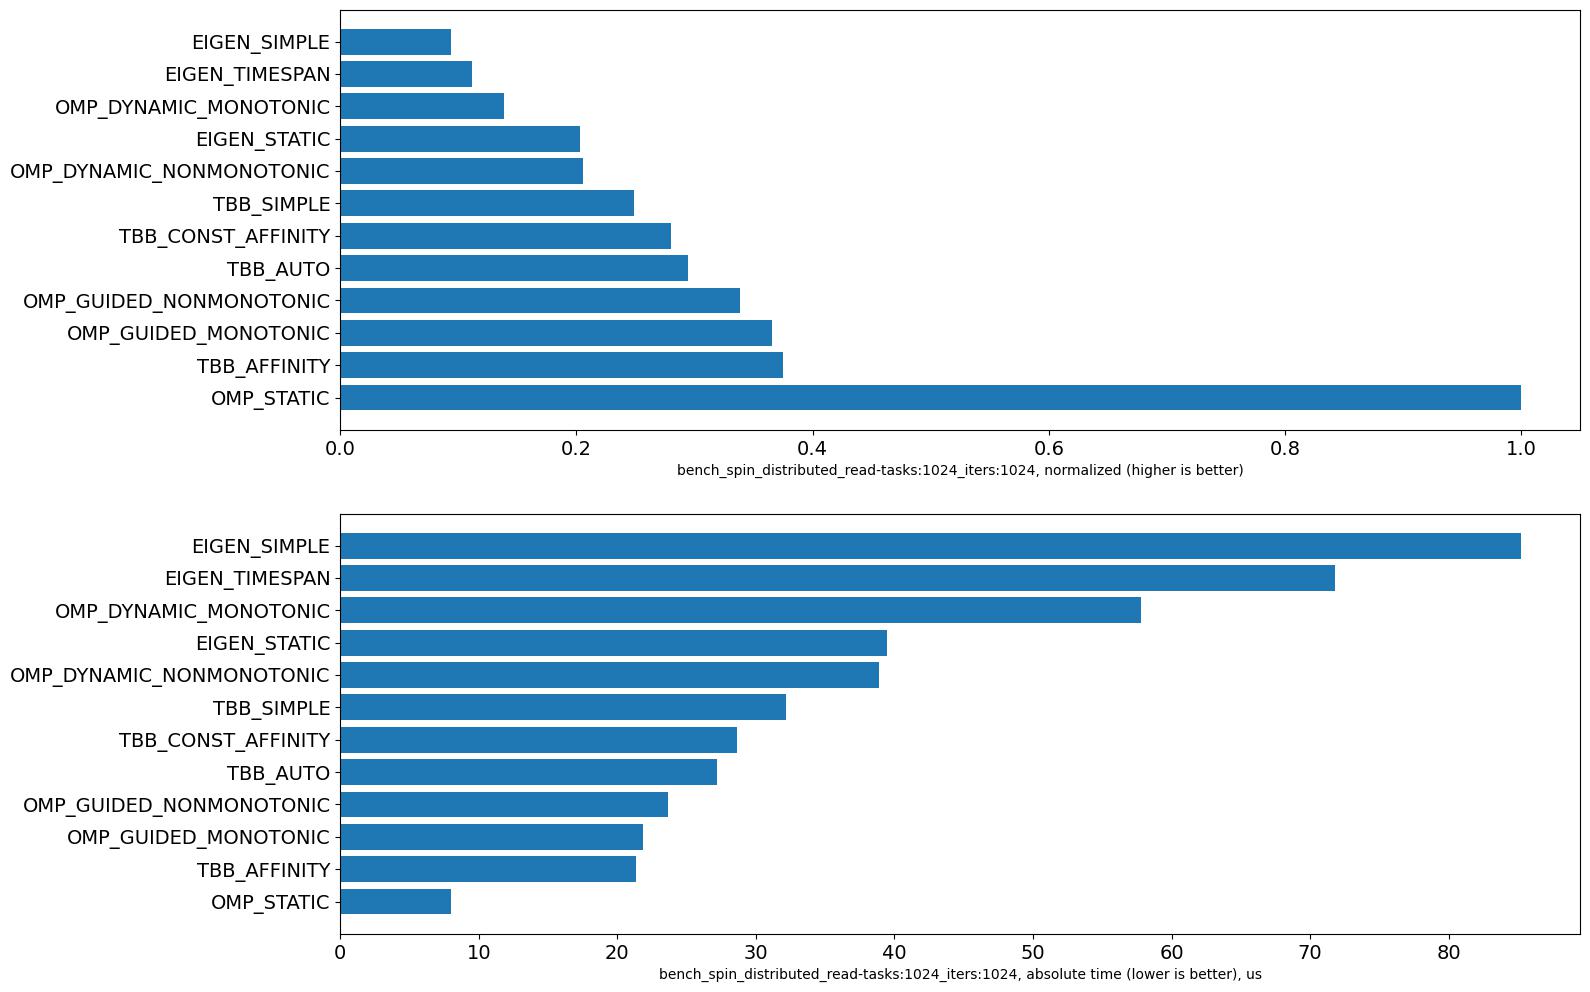 EIGEN_SIMPLE
EIGEN_TIMESPAN
OMP_DYNAMIC_MONOTONIC
EIGEN_STATIC
OMP_DYNAMIC_NONMONOTONIC
TBB_SIMPLE
TBB_CONST_AFFINITY
TBB_AUTO
OMP_GUIDED_NONMONOTONIC
OMP_GUIDED_MONOTONIC
TBB_AFFINITY
OMP_STATIC
0.0 0.2 0.4 0.6 0.8 1.0
bench_spin_distributed_read-tasks:1024_iters:1024, normalized (higher is better)
EIGEN_SIMPLE
EIGEN_TIMESPAN
OMP_DYNAMIC_MONOTONIC
EIGEN_STATIC
OMP_DYNAMIC_NONMONOTONIC
TBB_SIMPLE
TBB_CONST_AFFINITY
TBB_AUTO
OMP_GUIDED_NONMONOTONIC
OMP_GUIDED_MONOTONIC
TBB_AFFINITY
OMP_STATIC
0 10 20 30 40 50 60 70 80
bench_spin_distributed_read-tasks:1024_iters:1024, absolute time (lower is better), us